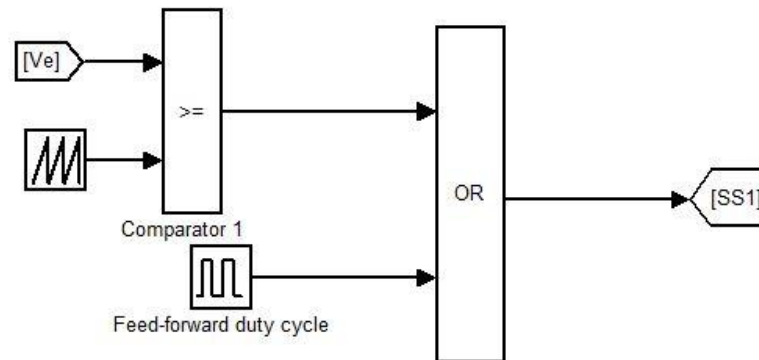 [Ve]
>=
Comparator 1
OR
[SS1]
Feed-forward duty cycle